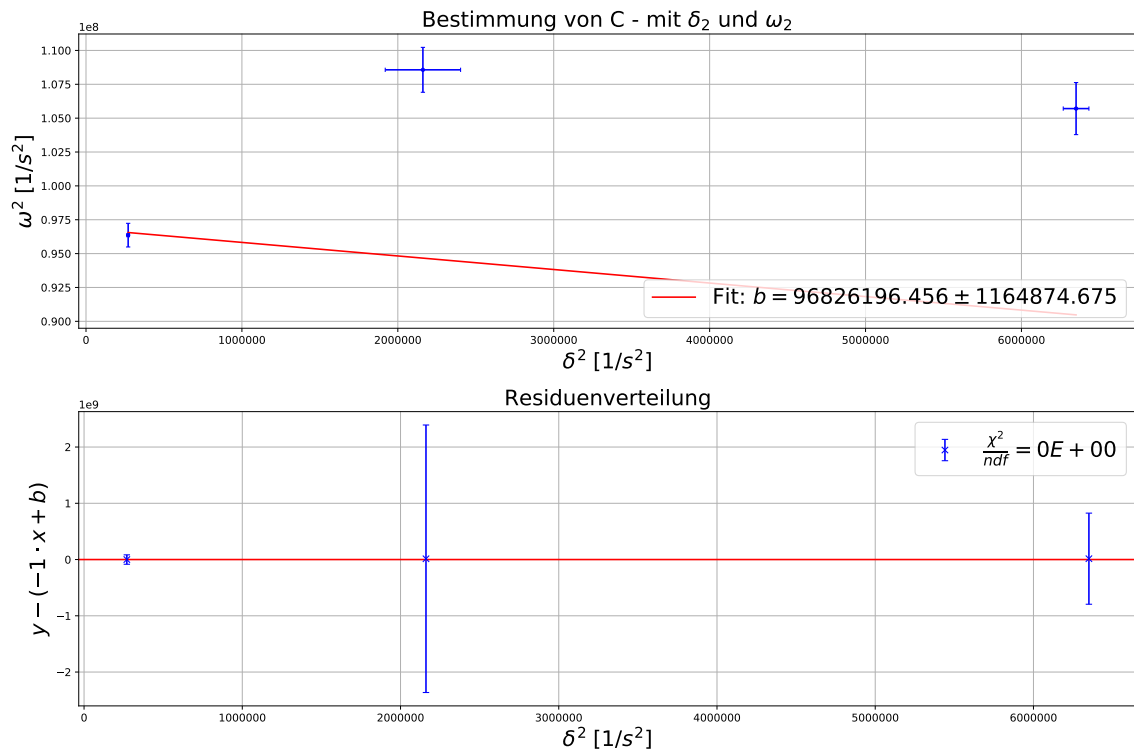 Bestimmung von C - mit δ₂ und ω₂
1e8
1.100
1.075
1.050
1.025
1.000
0.975
0.950
0.925
0.900
ω² [1/s²]
Fit: b = 96826196.456 ± 1164874.675
0 1000000 2000000 3000000 4000000 5000000 6000000
δ² [1/s²]
Residuenverteilung
1e9
2
1
0
−1
−2
y − (−1 · x + b)
χ²/ndf = 0E + 00
0 1000000 2000000 3000000 4000000 5000000 6000000
δ² [1/s²]